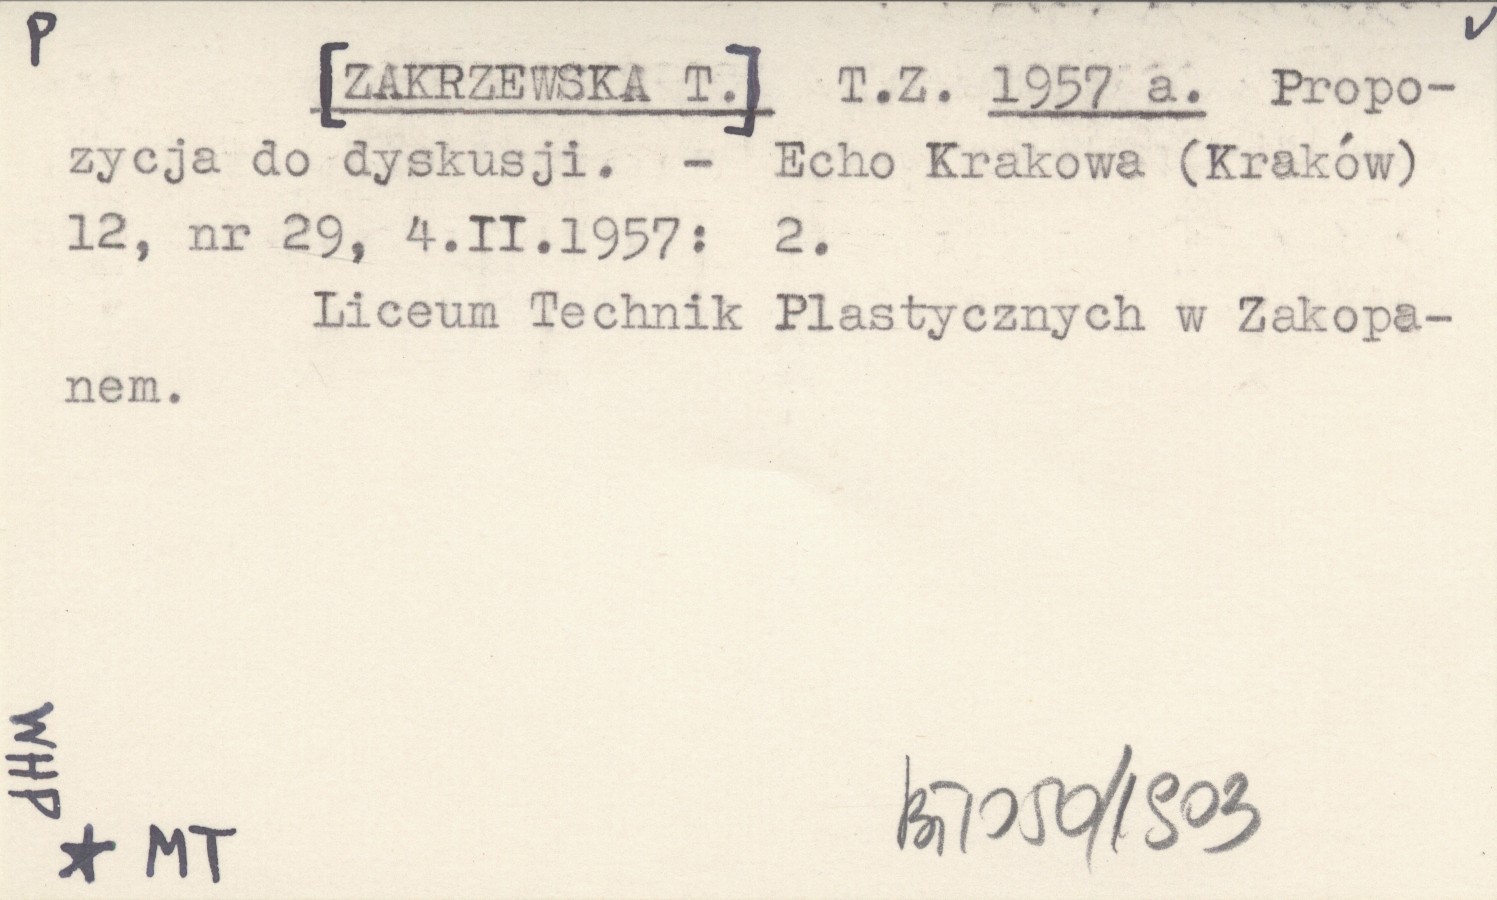 P
[ZAKRZEWSKA T.] T.Z. 1957 a. Propo-
zycja do dyskusji. - Echo Krakowa (Kraków)
12, nr 29, 4.II.1957: 2.
Liceum Technik Plastycznych w Zakopa-
nem.
WHP
★ MT